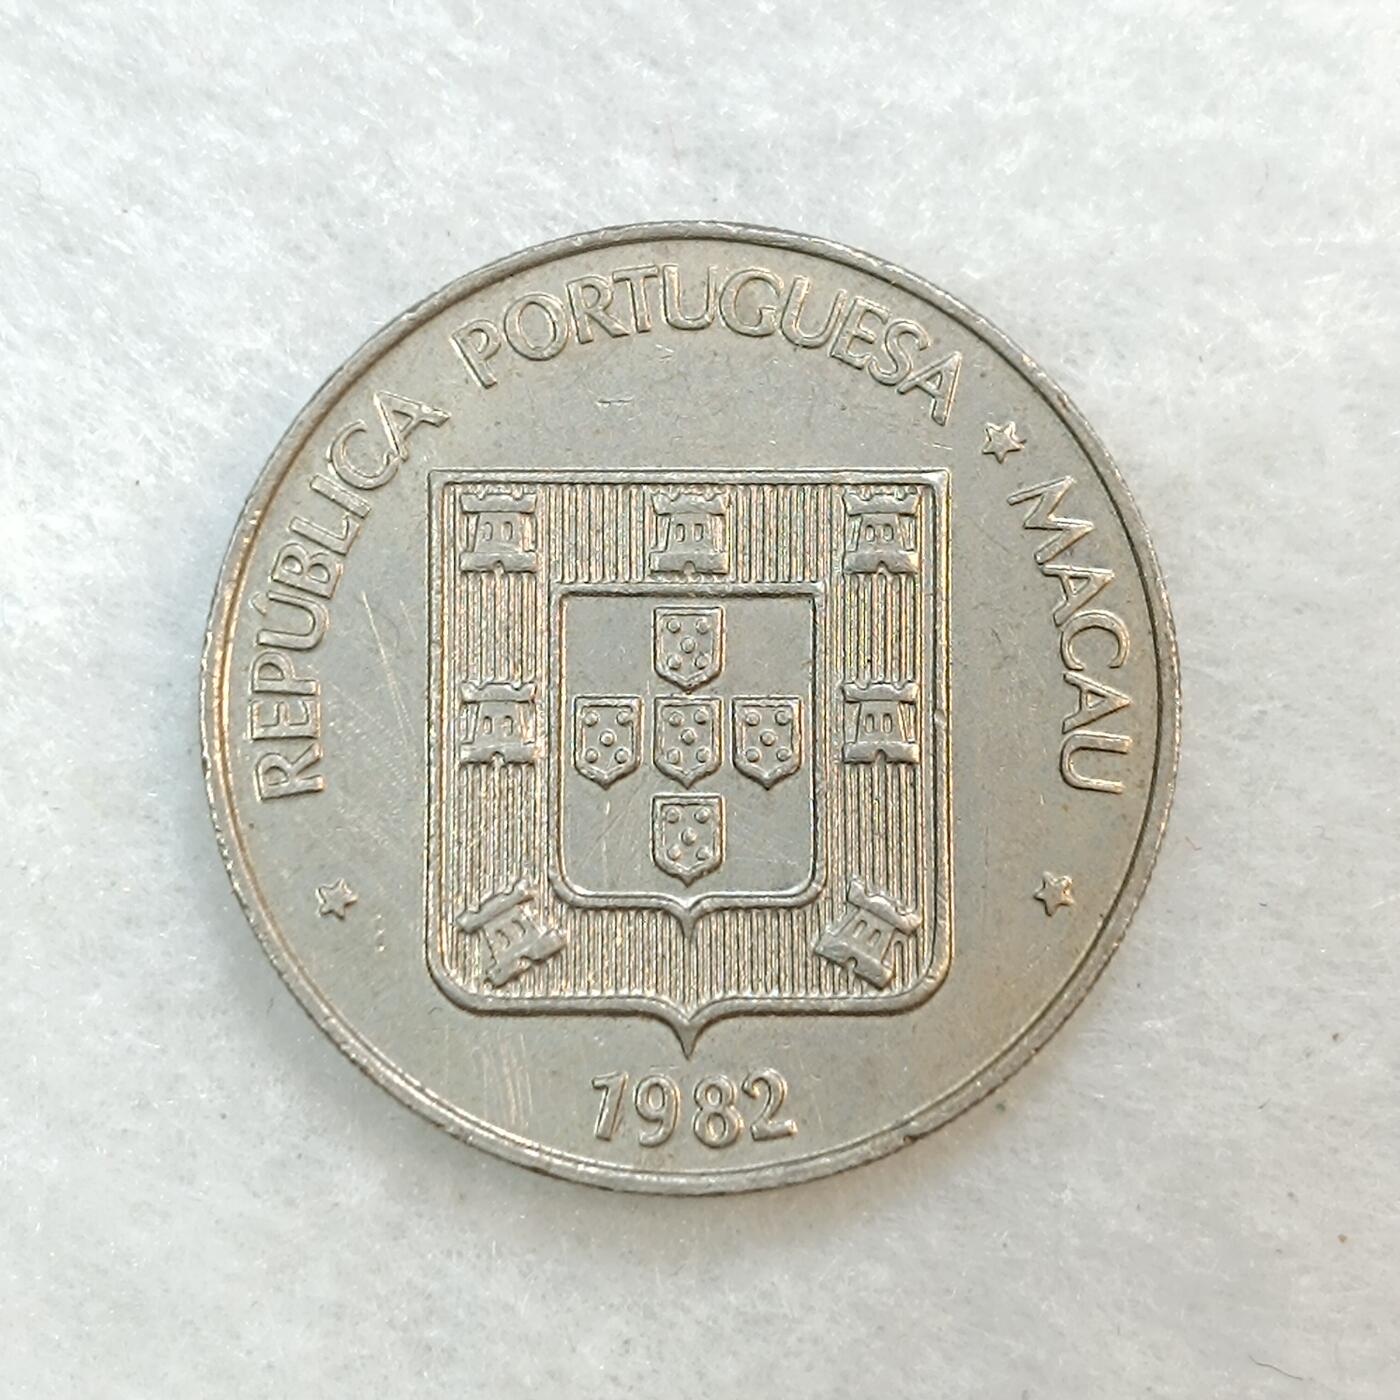 REPÚBLICA PORTUGUESA ☆ MACAU
☆ ☆
1982